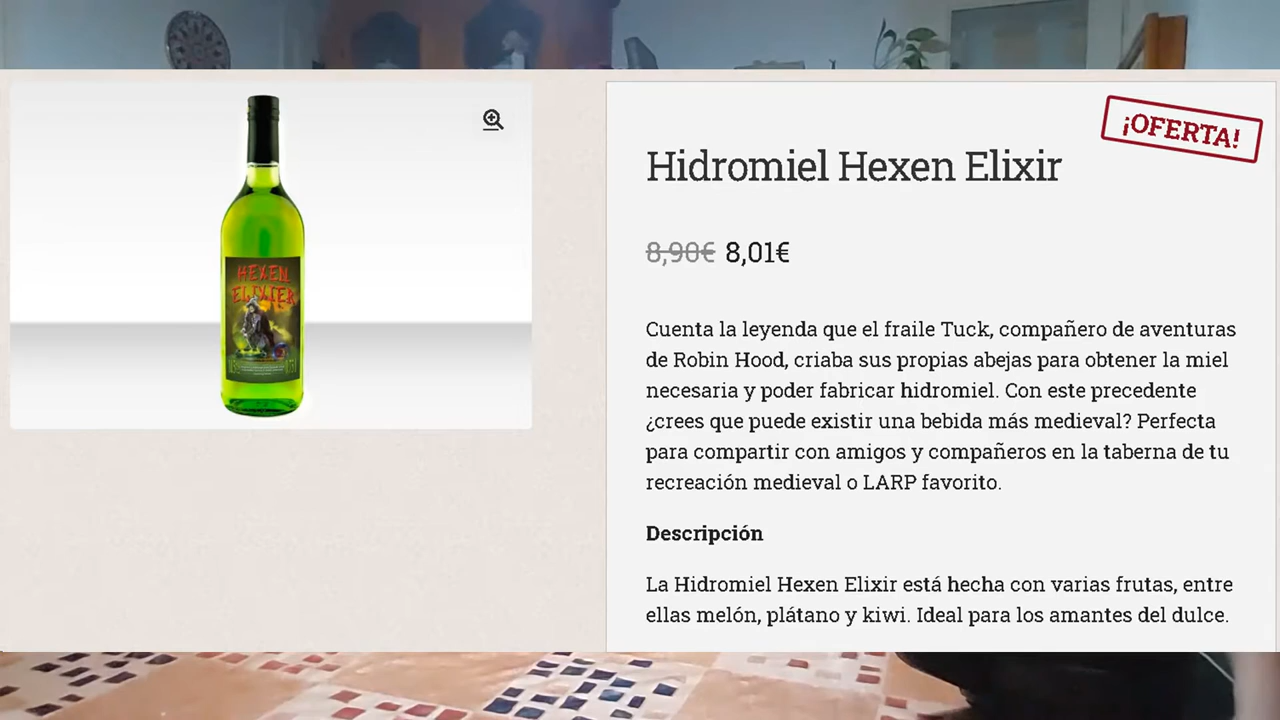 ¡OFERTA!
Hidromiel Hexen Elixir
8,90€ 8,01€
Cuenta la leyenda que el fraile Tuck, compañero de aventuras
de Robin Hood, criaba sus propias abejas para obtener la miel
necesaria y poder fabricar hidromiel. Con este precedente
¿crees que puede existir una bebida más medieval? Perfecta
para compartir con amigos y compañeros en la taberna de tu
recreación medieval o LARP favorito.
Descripción
La Hidromiel Hexen Elixir está hecha con varias frutas, entre
ellas melón, plátano y kiwi. Ideal para los amantes del dulce.
HEXEN
ELIXIER